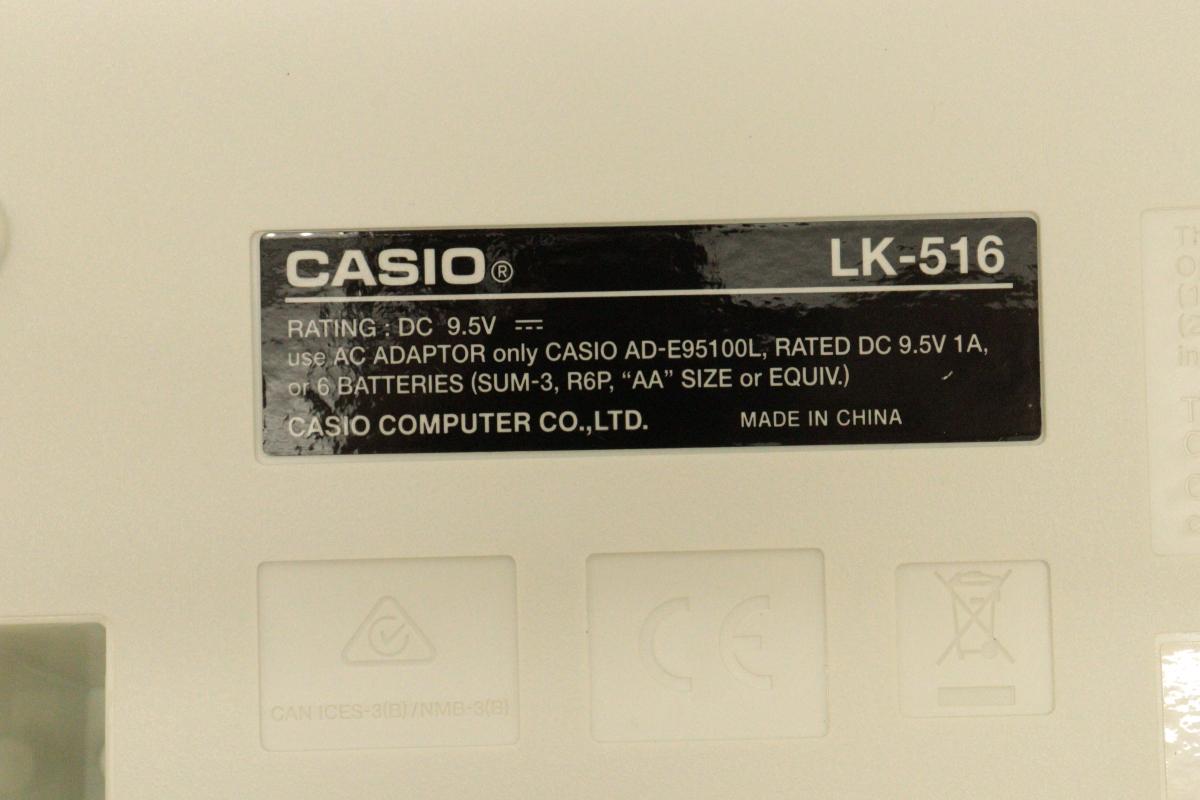 CASIO®
LK-516
RATING : DC 9.5V ⎓
use AC ADAPTOR only CASIO AD-E95100L, RATED DC 9.5V 1A,
or 6 BATTERIES (SUM-3, R6P, “AA” SIZE or EQUIV.)
CASIO COMPUTER CO.,LTD.
MADE IN CHINA
CAN ICES-3(B)/NMB-3(B)
CE